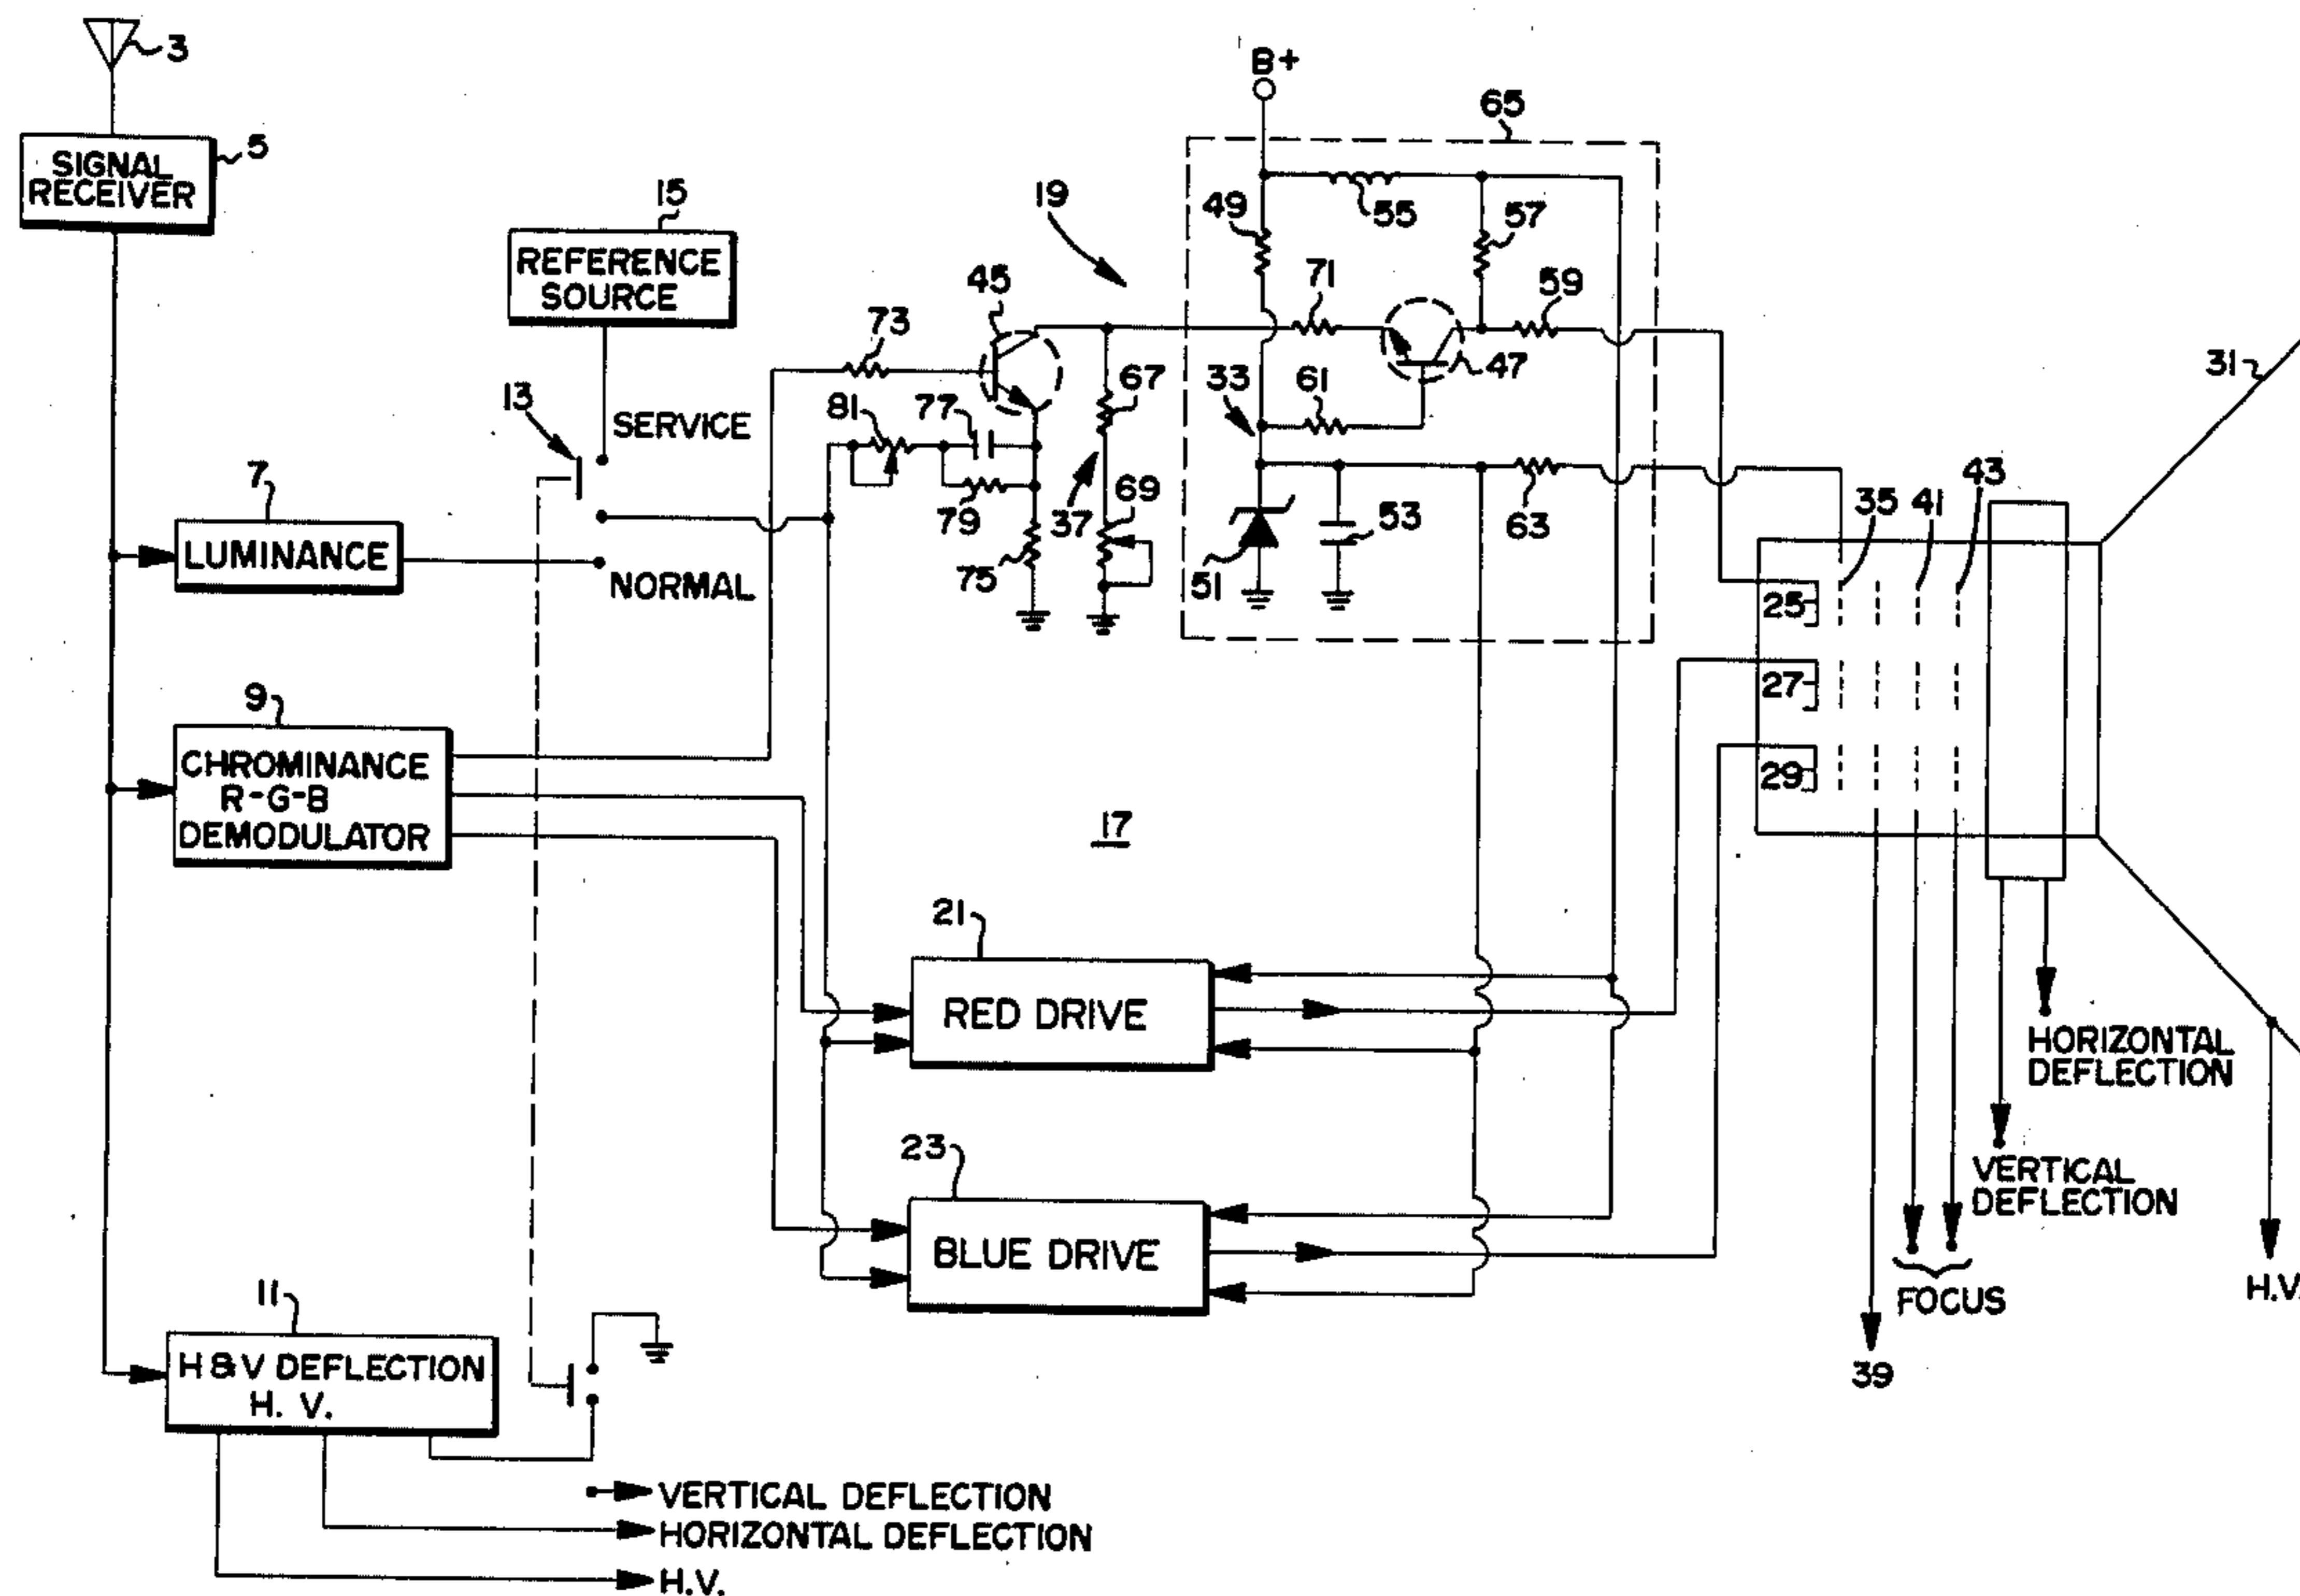 3
B+
65
5
SIGNAL
RECEIVER
15
19
49
55
57
REFERENCE
SOURCE
45
71
59
73
47
31
13
SERVICE
81
77
67
33
61
7
79
37
69
53
63
35
41
43
LUMINANCE
75
51
NORMAL
25
27
9
29
CHROMINANCE
R-G-B
DEMODULATOR
17
21
RED DRIVE
HORIZONTAL
DEFLECTION
23
VERTICAL
DEFLECTION
BLUE DRIVE
11
FOCUS
H.V.
H & V DEFLECTION
H. V.
39
VERTICAL DEFLECTION
HORIZONTAL DEFLECTION
H.V.